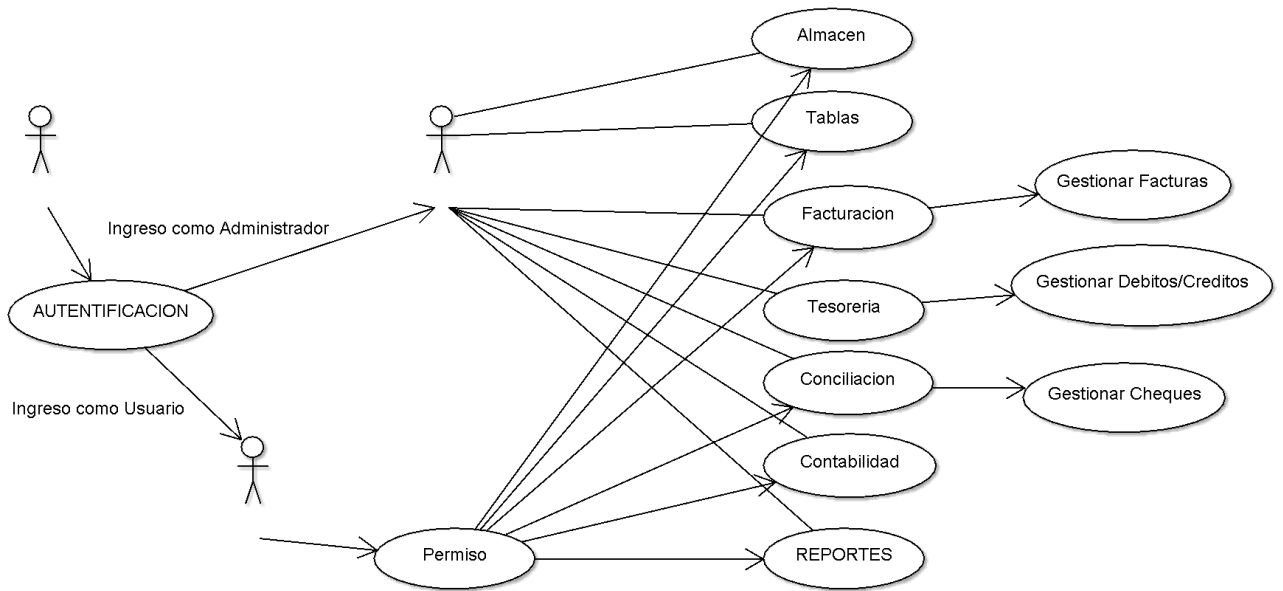 Almacen
Tablas
Gestionar Facturas
Facturacion
Ingreso como Administrador
Gestionar Debitos/Creditos
AUTENTIFICACION
Tesoreria
Conciliacion
Gestionar Cheques
Ingreso como Usuario
Contabilidad
Permiso
REPORTES